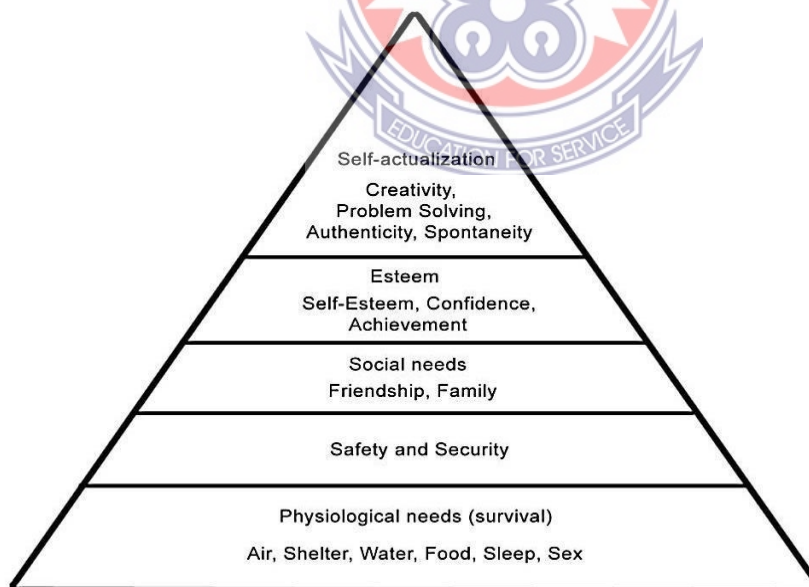 EDUCATION FOR SERVICE
Self-actualization
Creativity,
Problem Solving,
Authenticity, Spontaneity
Esteem
Self-Esteem, Confidence,
Achievement
Social needs
Friendship, Family
Safety and Security
Physiological needs (survival)
Air, Shelter, Water, Food, Sleep, Sex